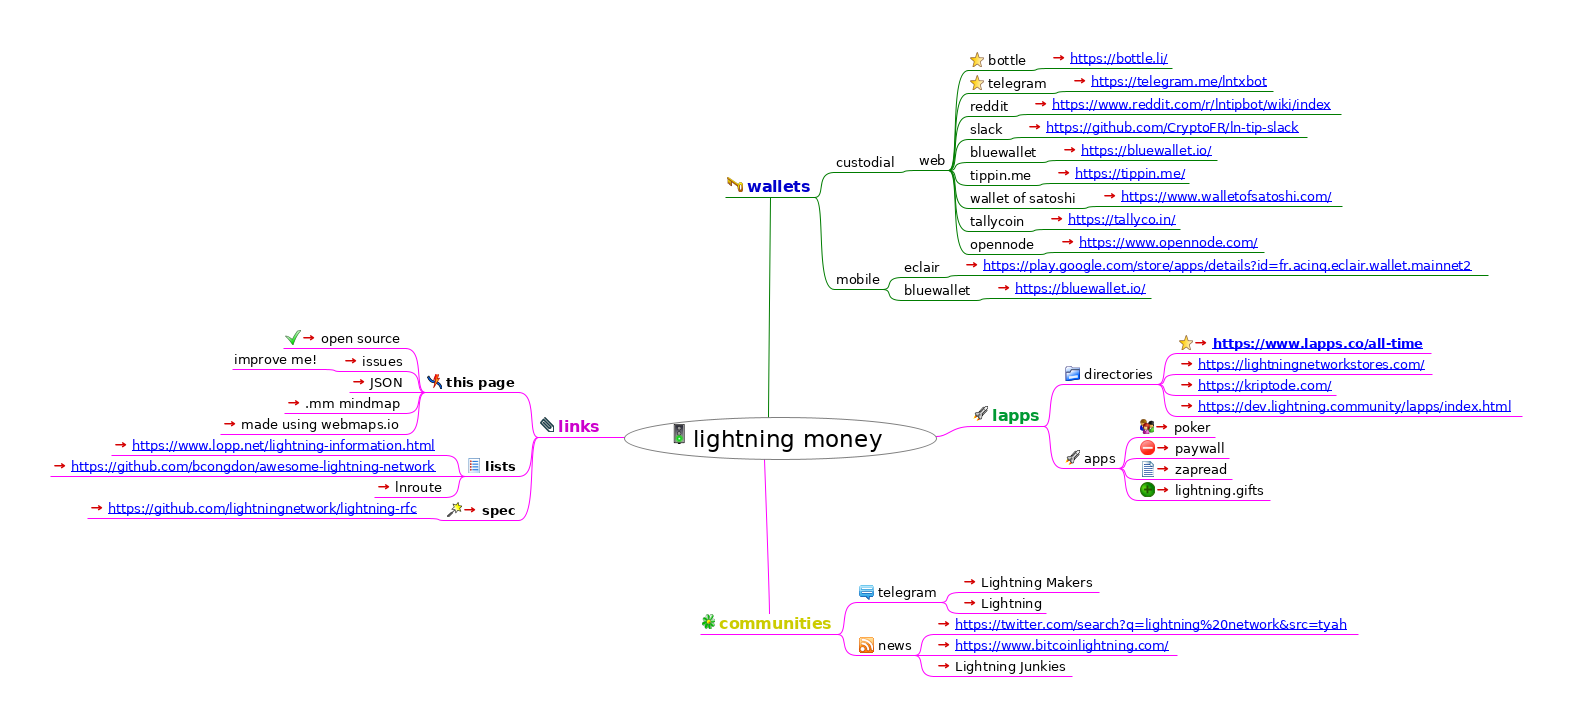 lightning money
wallets
custodial
web
bottle
https://bottle.li/
telegram
https://telegram.me/lntxbot
reddit
https://www.reddit.com/r/lntipbot/wiki/index
slack
https://github.com/CryptoFR/ln-tip-slack
bluewallet
https://bluewallet.io/
tippin.me
https://tippin.me/
wallet of satoshi
https://www.walletofsatoshi.com/
tallycoin
https://tallyco.in/
opennode
https://www.opennode.com/
mobile
eclair
https://play.google.com/store/apps/details?id=fr.acinq.eclair.wallet.mainnet2
bluewallet
https://bluewallet.io/
lapps
directories
https://www.lapps.co/all-time
https://lightningnetworkstores.com/
https://kriptode.com/
https://dev.lightning.community/lapps/index.html
apps
poker
paywall
zapread
lightning.gifts
communities
telegram
Lightning Makers
Lightning
news
https://twitter.com/search?q=lightning%20network&src=tyah
https://www.bitcoinlightning.com/
Lightning Junkies
links
this page
open source
issues
improve me!
JSON
.mm mindmap
made using webmaps.io
lists
https://www.lopp.net/lightning-information.html
https://github.com/bcongdon/awesome-lightning-network
lnroute
spec
https://github.com/lightningnetwork/lightning-rfc